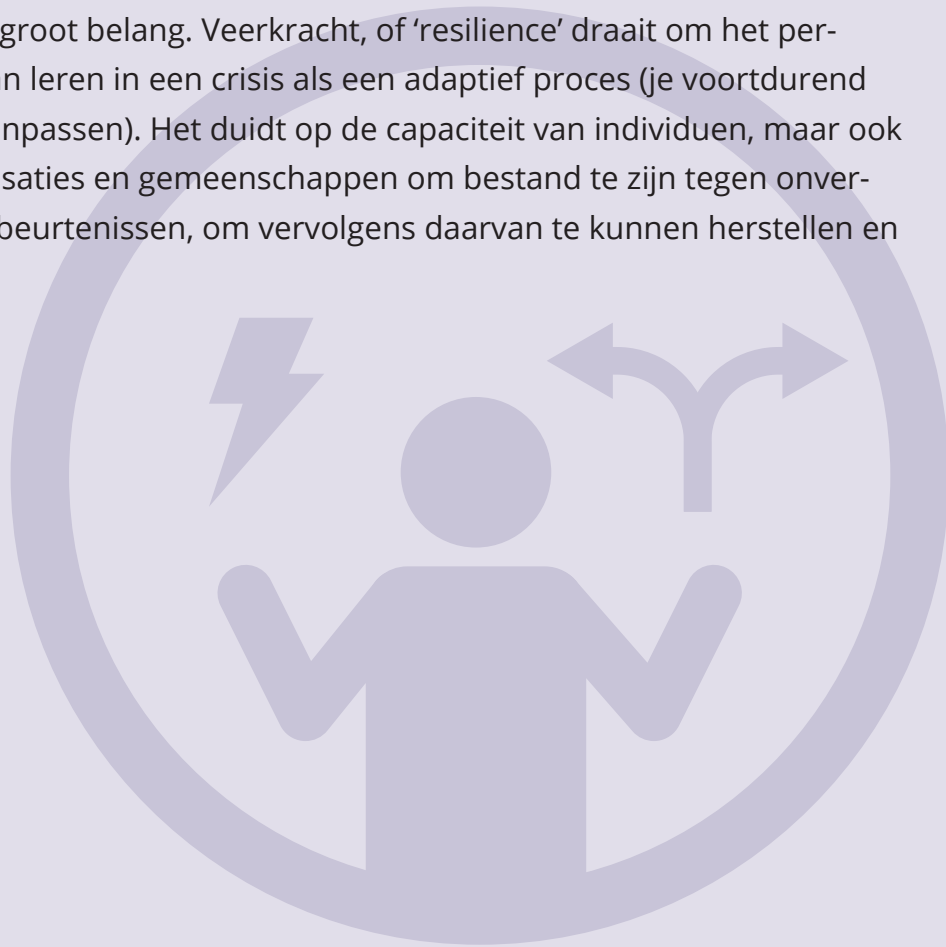 groot belang. Veerkracht, of ‘resilience’ draait om het per-
n leren in een crisis als een adaptief proces (je voortdurend
npassen). Het duidt op de capaciteit van individuen, maar ook
saties en gemeenschappen om bestand te zijn tegen onver-
beurtenissen, om vervolgens daarvan te kunnen herstellen en